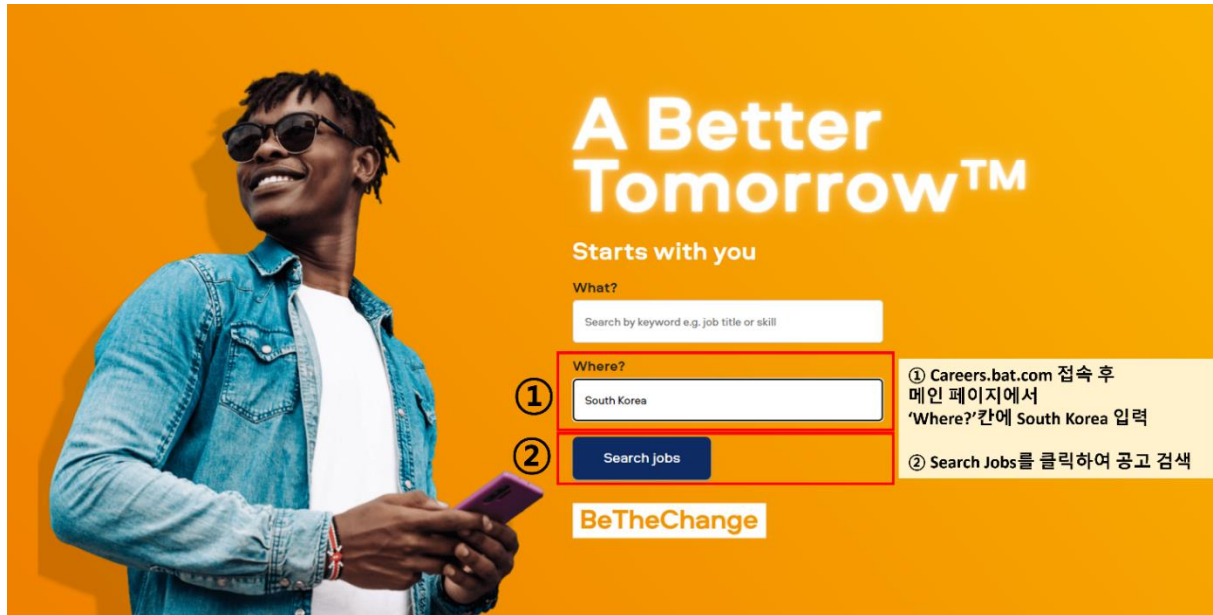 A Better
Tomorrow™
Starts with you
What?
Search by keyword e.g. job title or skill
Where?
①
South Korea
② Search jobs
① Careers.bat.com 접속 후
메인 페이지에서
‘Where?’칸에 South Korea 입력
② Search Jobs를 클릭하여 공고 검색
BeTheChange